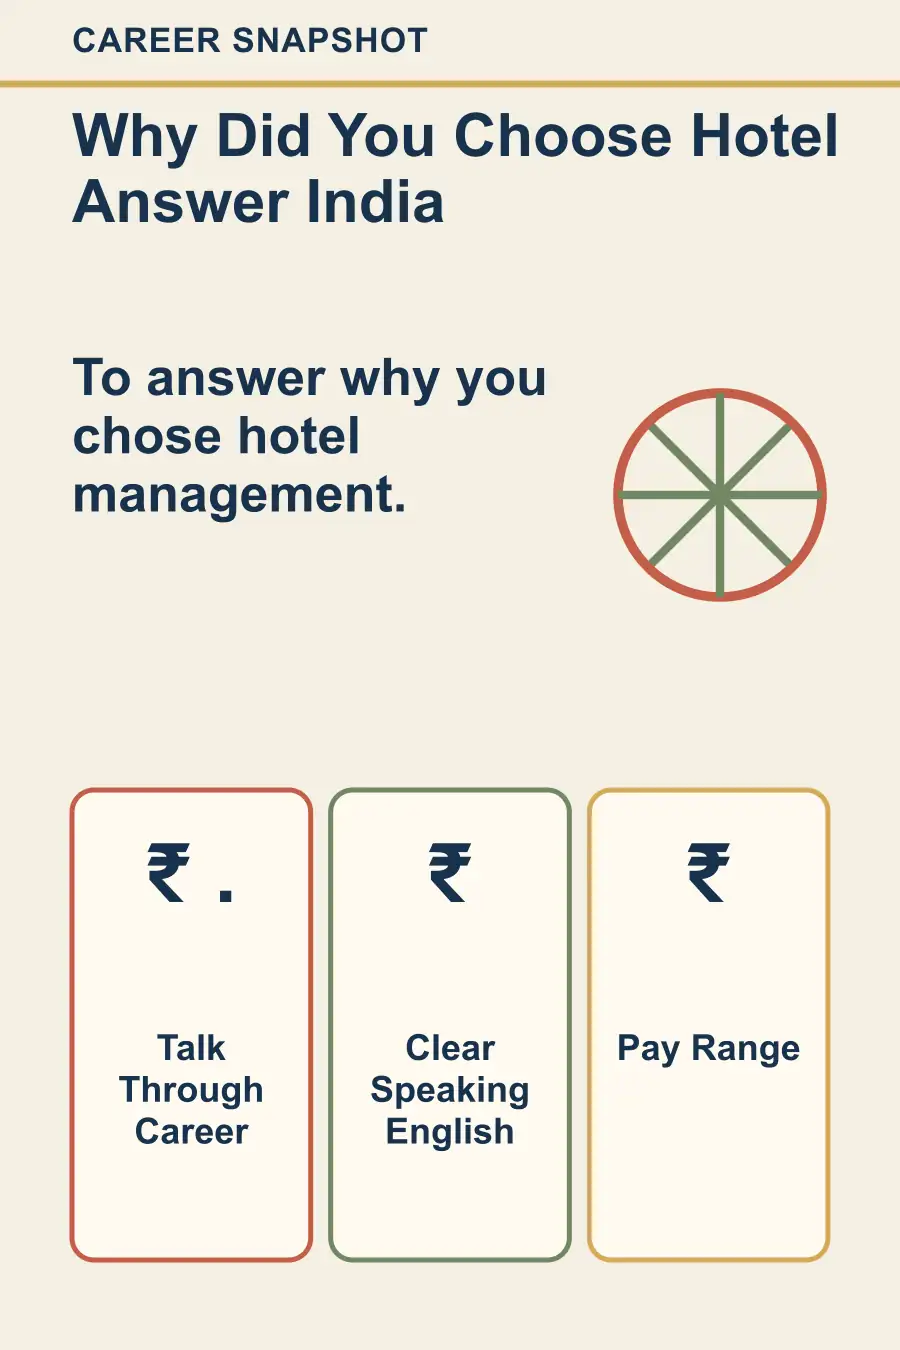 CAREER SNAPSHOT
Why Did You Choose Hotel
Answer India
To answer why you
chose hotel
management.
₹ .
Talk
Through
Career
₹
Clear
Speaking
English
₹
Pay Range